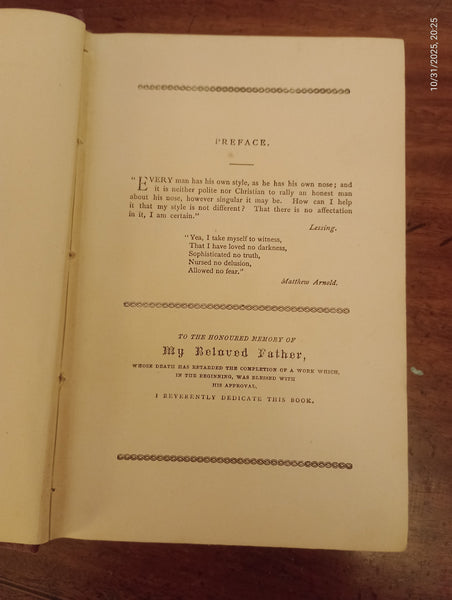 10/31/2025, 20:25
PREFACE.
"EVERY man has his own style, as he has his own nose; and
it is neither polite nor Christian to rally an honest man
about his nose, however singular it may be. How can I help
it that my style is not different? That there is no affectation
in it, I am certain."
Lessing.
"Yea, I take myself to witness,
That I have loved no darkness,
Sophisticated no truth,
Nursed no delusion,
Allowed no fear."
Matthew Arnold.
TO THE HONOURED MEMORY OF
My Beloved Father,
WHOSE DEATH HAS RETARDED THE COMPLETION OF A WORK WHICH,
IN THE BEGINNING, WAS BLESSED WITH
HIS APPROVAL,
I REVERENTLY DEDICATE THIS BOOK.